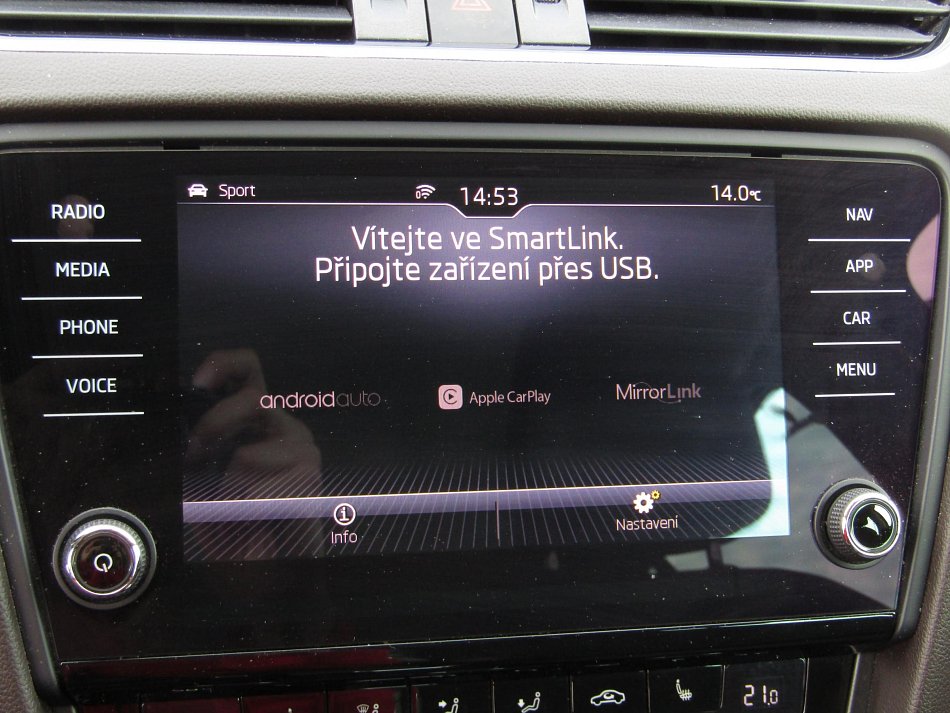 Sport 14:53 14.0°C
Vítejte ve SmartLink.
Připojte zařízení přes USB.
RADIO
MEDIA
PHONE
VOICE
NAV
APP
CAR
MENU
androidauto Apple CarPlay MirrorLink
Info Nastavení
21.0